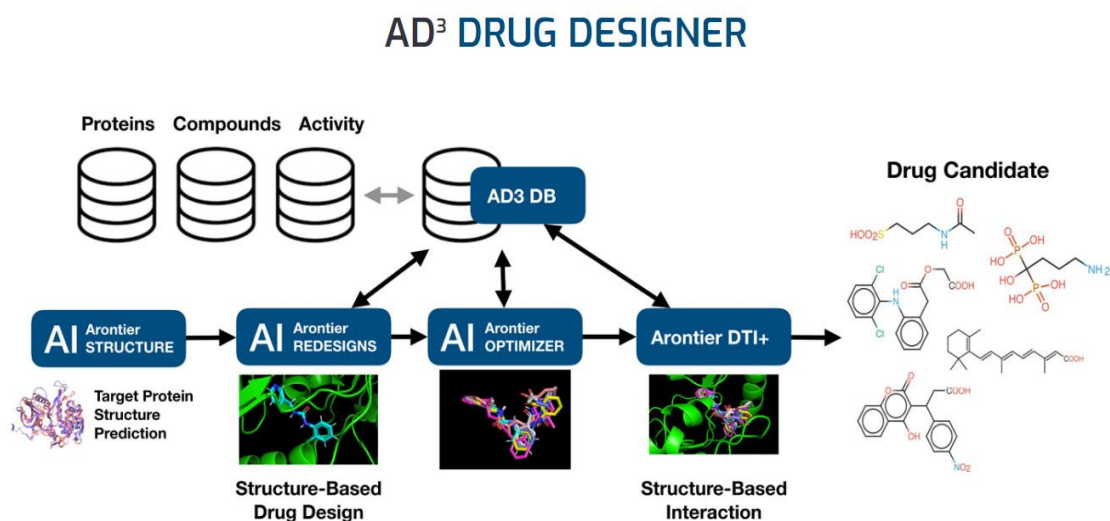 AD³ DRUG DESIGNER
Proteins Compounds Activity
AD3 DB
Drug Candidate
AI Arontier STRUCTURE
AI Arontier REDESIGNS
AI Arontier OPTIMIZER
Arontier DTI+
Target Protein
Structure
Prediction
Structure-Based
Drug Design
Structure-Based
Interaction
HOO2S
O
N
H
O
P
OH
HO
OH
HO
P
OH
HO
O
NH2
Cl
H
N
Cl
O
O
COOH
COOH
O
O
COOH
OH
NO2